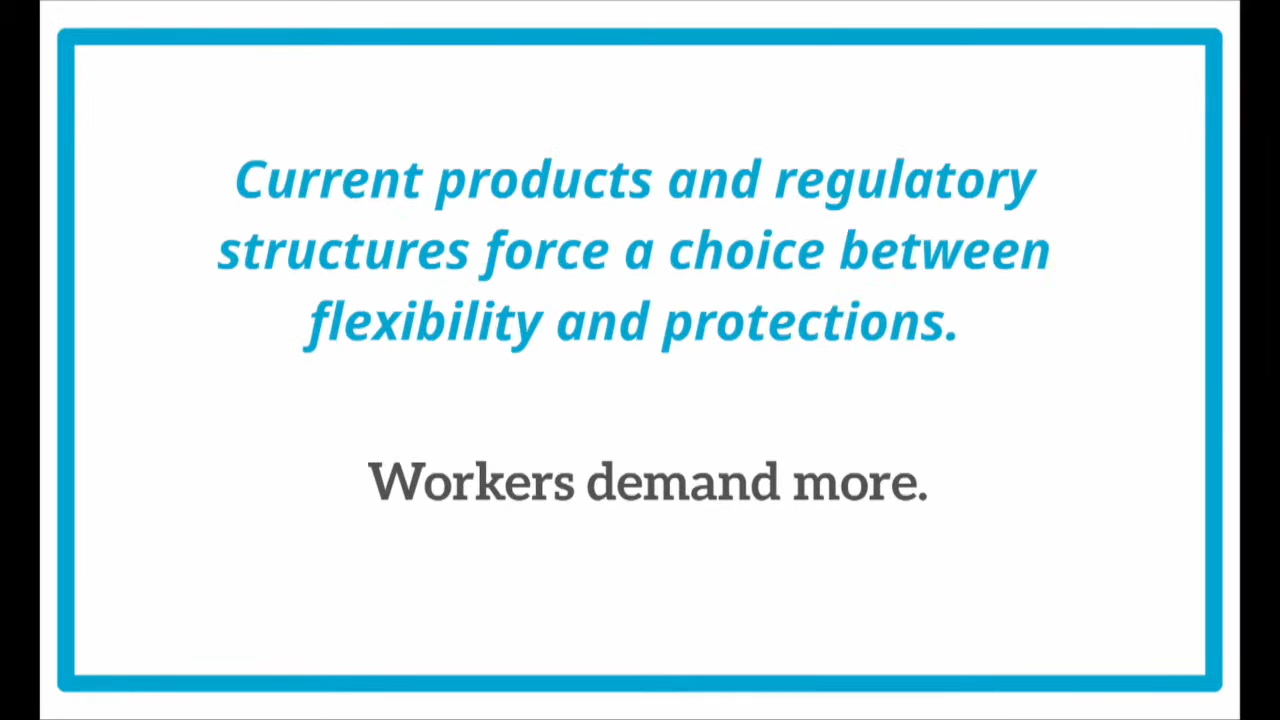 Current products and regulatory
structures force a choice between
flexibility and protections.
Workers demand more.